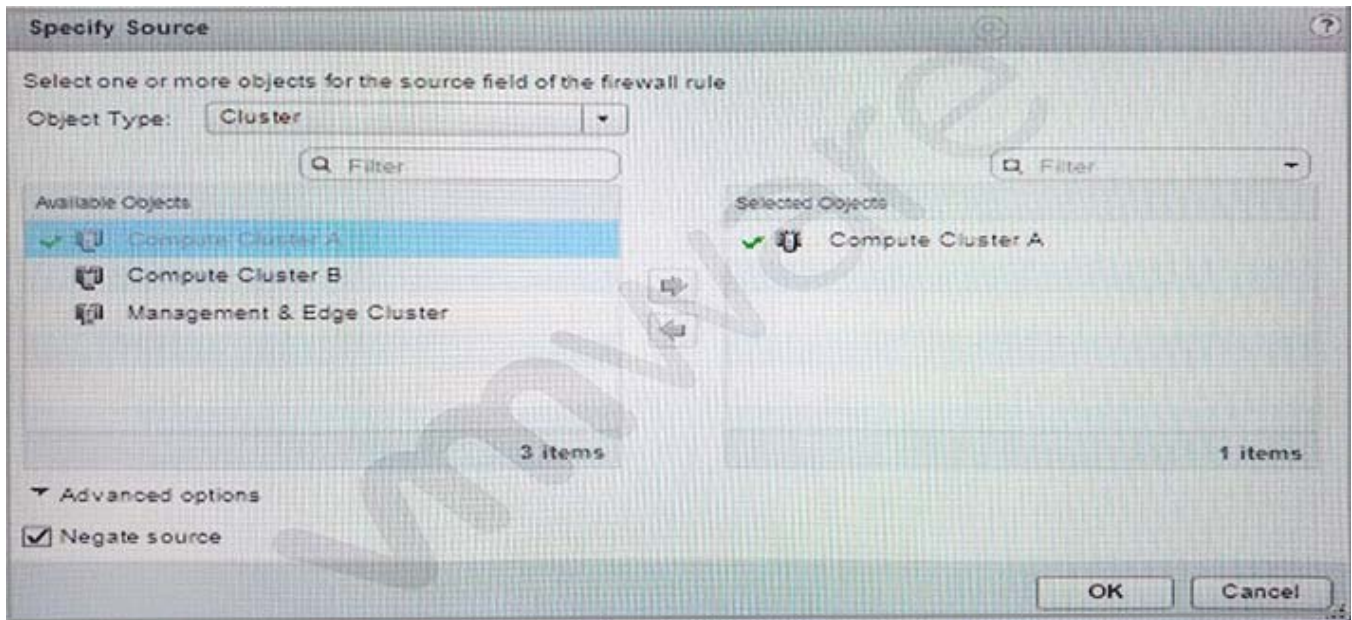 Specify Source
?
Select one or more objects for the source field of the firewall rule
Object Type: Cluster
Filter
Filter
Available Objects
Selected Objects
Compute Cluster A
Compute Cluster A
Compute Cluster B
Management & Edge Cluster
3 items
1 items
Advanced options
Negate source
OK
Cancel
vmware